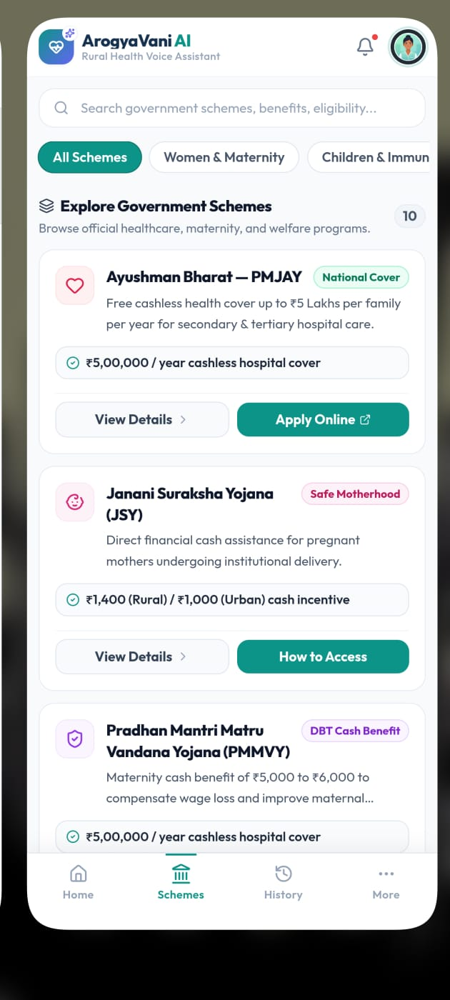 ArogyaVani AI
Rural Health Voice Assistant
Search government schemes, benefits, eligibility...
All Schemes
Women & Maternity
Children & Immun
Explore Government Schemes
10
Browse official healthcare, maternity, and welfare programs.
Ayushman Bharat — PMJAY
National Cover
Free cashless health cover up to ₹5 Lakhs per family
per year for secondary & tertiary hospital care.
₹5,00,000 / year cashless hospital cover
View Details
Apply Online
Janani Suraksha Yojana
(JSY)
Safe Motherhood
Direct financial cash assistance for pregnant
mothers undergoing institutional delivery.
₹1,400 (Rural) / ₹1,000 (Urban) cash incentive
View Details
How to Access
Pradhan Mantri Matru
Vandana Yojana (PMMVY)
DBT Cash Benefit
Maternity cash benefit of ₹5,000 to ₹6,000 to
compensate wage loss and improve maternal...
₹5,00,000 / year cashless hospital cover
Home
Schemes
History
More